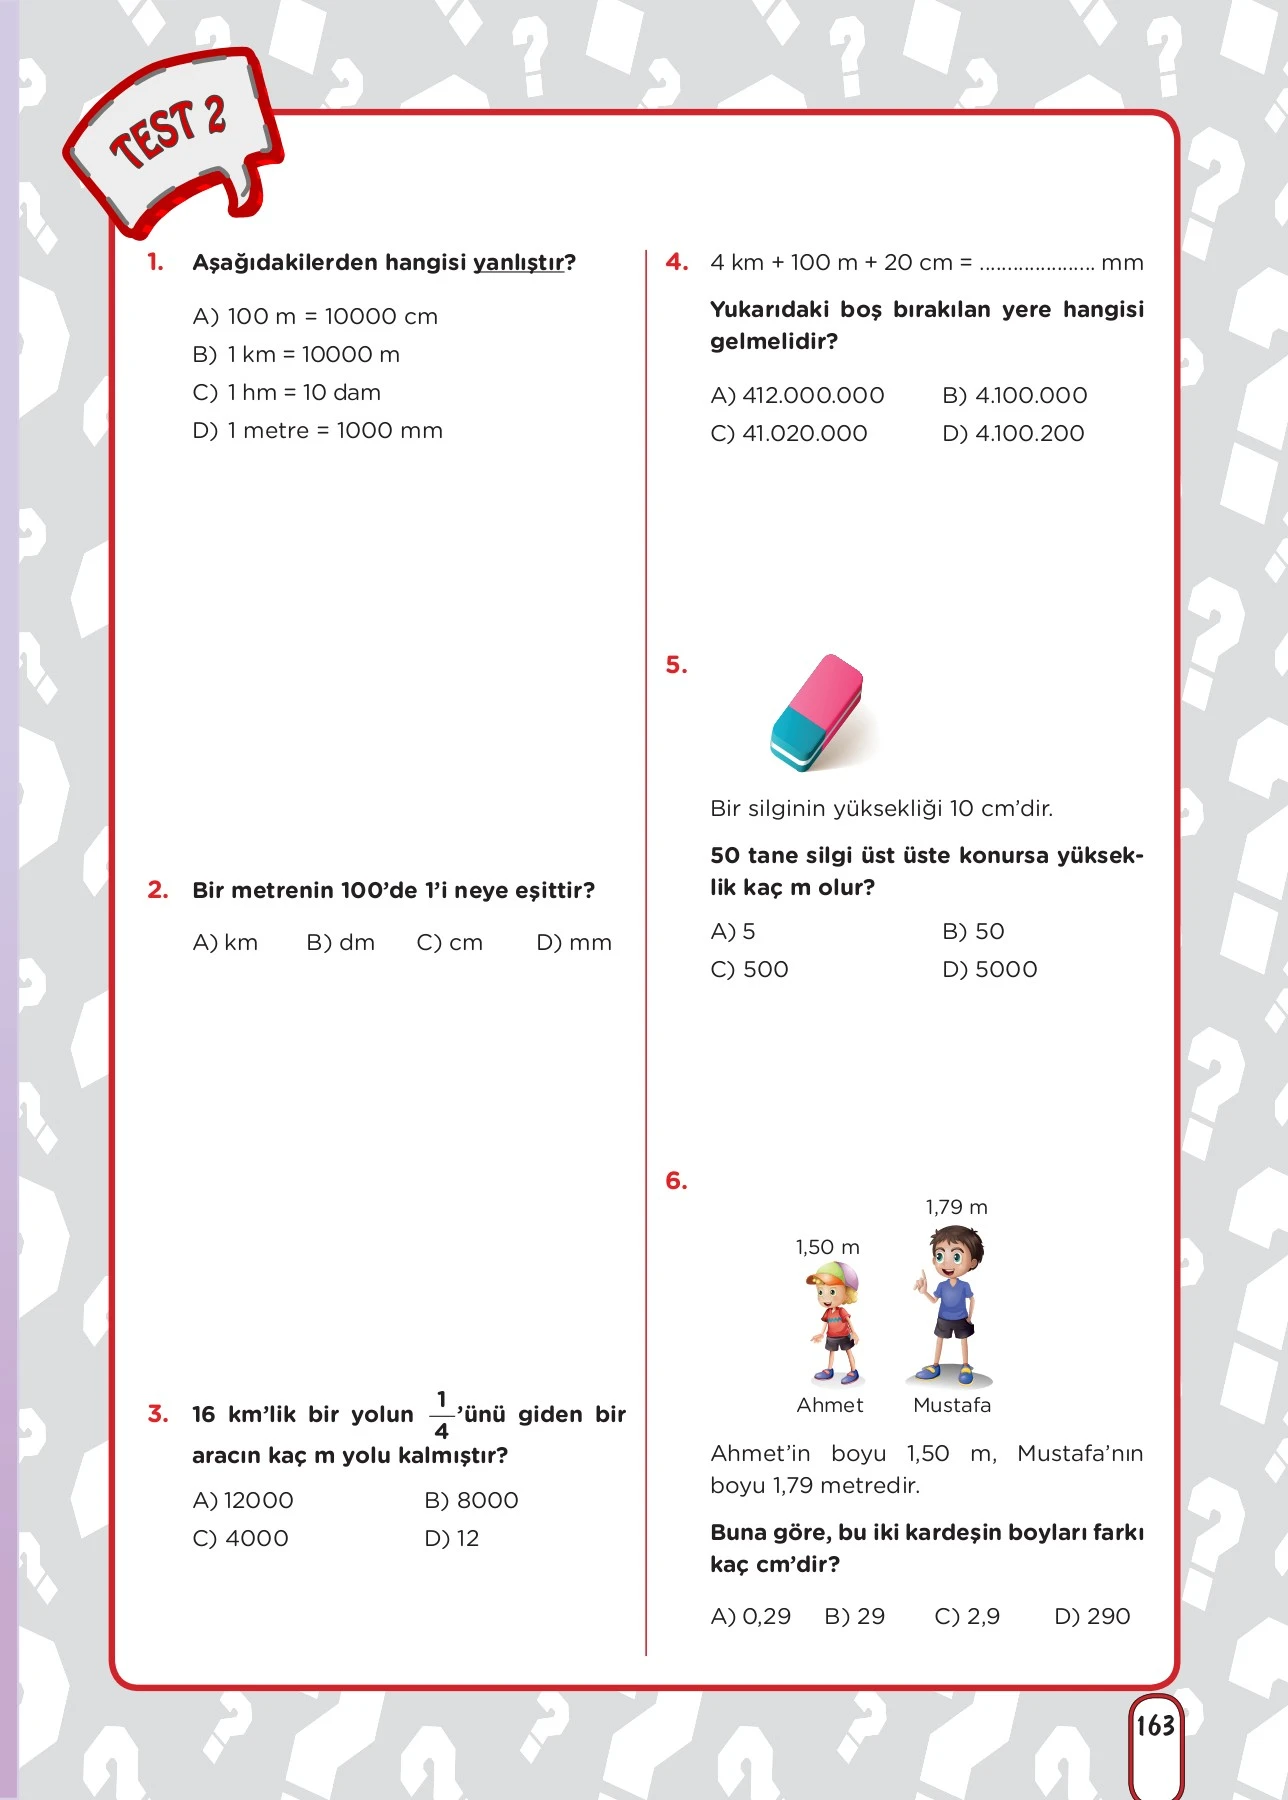 TEST 2
1. Aşağıdakilerden hangisi yanlıştır?
A) 100 m = 10000 cm
B) 1 km = 10000 m
C) 1 hm = 10 dam
D) 1 metre = 1000 mm
2. Bir metrenin 100’de 1’i neye eşittir?
A) km B) dm C) cm D) mm
3. 16 km’lik bir yolun 1/4 ’ünü giden bir
aracın kaç m yolu kalmıştır?
A) 12000 B) 8000
C) 4000 D) 12
4. 4 km + 100 m + 20 cm = ..................... mm
Yukarıdaki boş bırakılan yere hangisi
gelmelidir?
A) 412.000.000 B) 4.100.000
C) 41.020.000 D) 4.100.200
5.
Bir silginin yüksekliği 10 cm’dir.
50 tane silgi üst üste konursa yüksek-
lik kaç m olur?
A) 5 B) 50
C) 500 D) 5000
6.
1,79 m
1,50 m
Ahmet Mustafa
Ahmet’in boyu 1,50 m, Mustafa’nın
boyu 1,79 metredir.
Buna göre, bu iki kardeşin boyları farkı
kaç cm’dir?
A) 0,29 B) 29 C) 2,9 D) 290
163